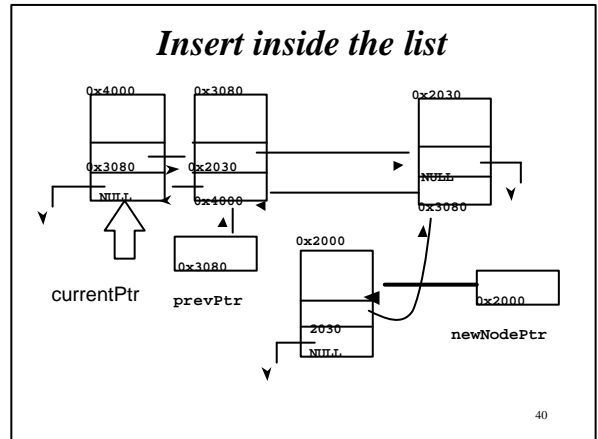 Insert inside the list
0x4000
0x3080
0x2030
0x3080
0x2030
NULL
NULL
0x4000
0x3080
0x3080
0x2000
0x2000
currentPtr
prevPtr
newNodePtr
2030
NULL
40